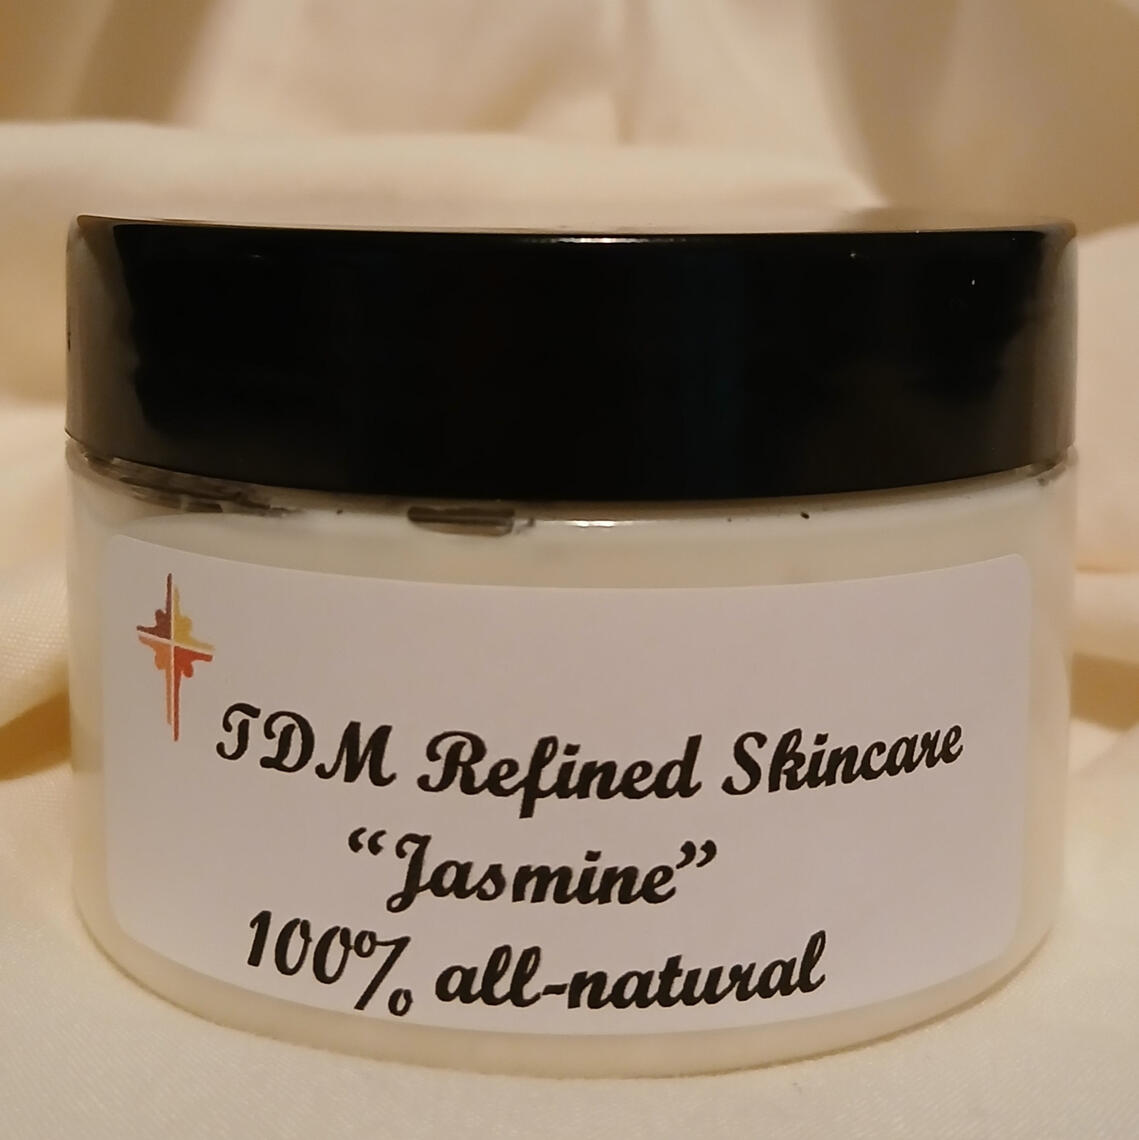 TDM Refined Skincare
“Jasmine”
100% all-natural